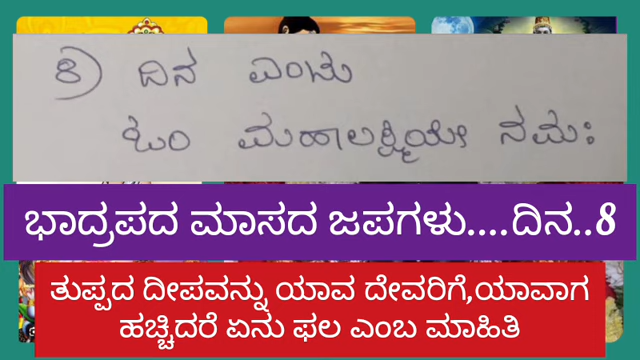 8) ದಿನ ಎಂಟು
ಓಂ ಮಹಾಲಕ್ಷ್ಮಿಯೇ ನಮಃ
ಭಾದ್ರಪದ ಮಾಸದ ಜಪಗಳು....ದಿನ..8
ತುಪ್ಪದ ದೀಪವನ್ನು ಯಾವ ದೇವರಿಗೆ,ಯಾವಾಗ
ಹಚ್ಚಿದರೆ ಏನು ಫಲ ಎಂಬ ಮಾಹಿತಿ